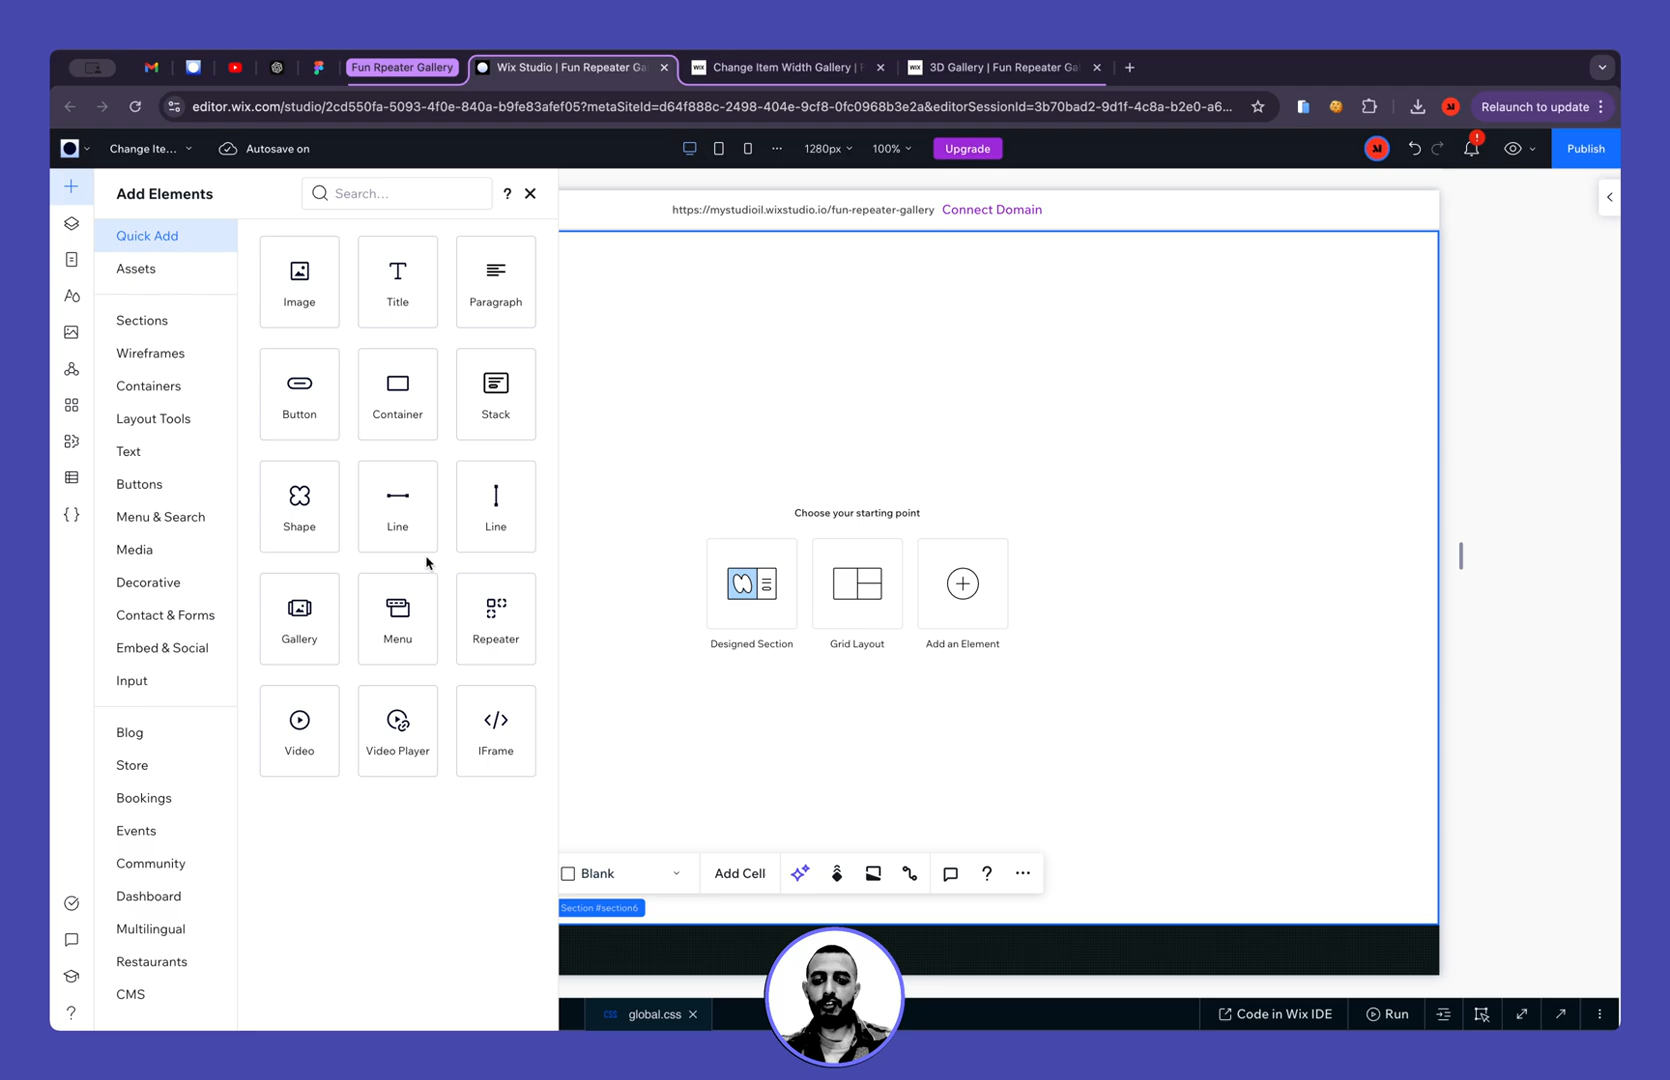 Fun Rpeater Gallery
Wix Studio | Fun Repeater Ga
Change Item Width Gallery | F
3D Gallery | Fun Repeater Ga
editor.wix.com/studio/2cd550fa-5093-4f0e-840a-b9fe83afef05?metaSiteId=d64f888c-2498-404e-9cf8-0fc0968b3e2a&editorSessionId=3b70bad2-9d1f-4c8a-b2e0-a6...
Relaunch to update
Change Ite...
Autosave on
1280px
100%
Upgrade
Publish
Add Elements
Search...
https://mystudioil.wixstudio.io/fun-repeater-gallery
Connect Domain
Quick Add
Assets
Sections
Wireframes
Containers
Layout Tools
Text
Buttons
Menu & Search
Media
Decorative
Contact & Forms
Embed & Social
Input
Blog
Store
Bookings
Events
Community
Dashboard
Multilingual
Restaurants
CMS
Image
Title
Paragraph
Button
Container
Stack
Shape
Line
Line
Gallery
Menu
Repeater
Video
Video Player
IFrame
Choose your starting point
Designed Section
Grid Layout
Add an Element
Blank
Add Cell
Section #section6
CSS
global.css
Code in Wix IDE
Run